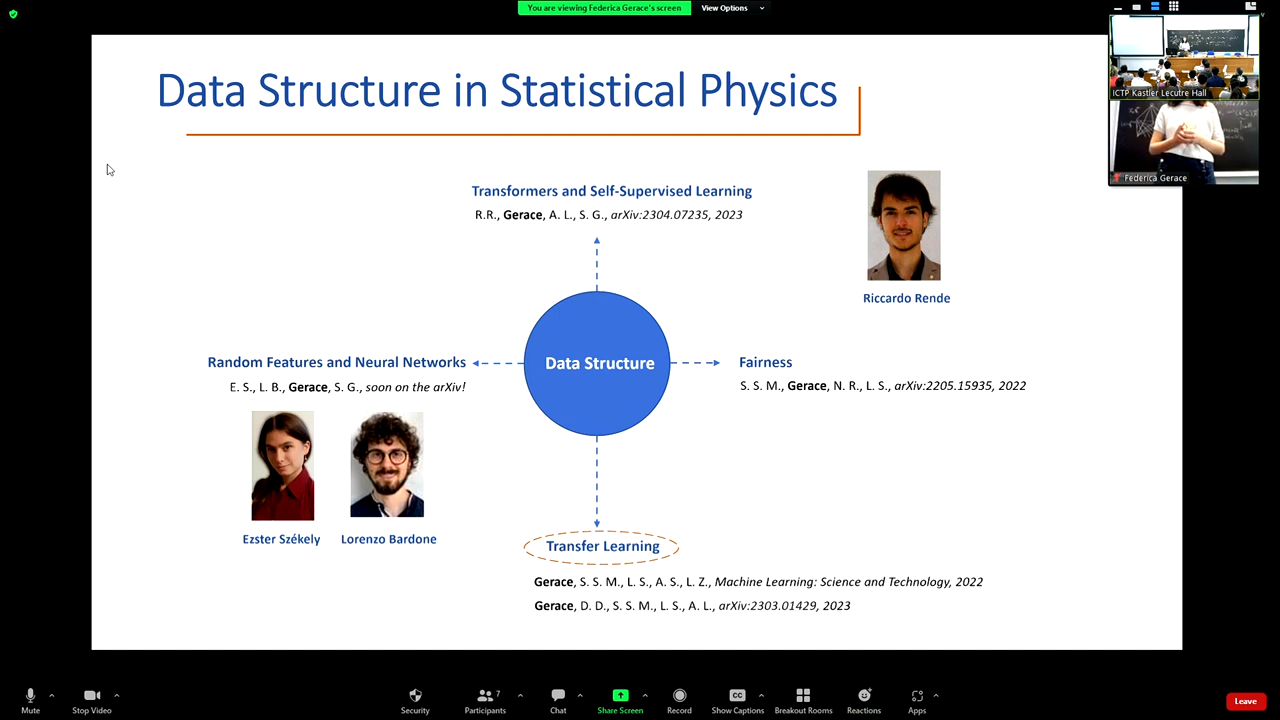 You are viewing Federica Gerace's screen
View Options
ICTP Kastler Lecutre Hall
Federica Gerace
Data Structure in Statistical Physics
Transformers and Self-Supervised Learning
R.R., Gerace, A. L., S. G., arXiv:2304.07235, 2023
Riccardo Rende
Random Features and Neural Networks
E. S., L. B., Gerace, S. G., soon on the arXiv!
Data Structure
Fairness
S. S. M., Gerace, N. R., L. S., arXiv:2205.15935, 2022
Ezster Székely
Lorenzo Bardone
Transfer Learning
Gerace, S. S. M., L. S., A. S., L. Z., Machine Learning: Science and Technology, 2022
Gerace, D. D., S. S. M., L. S., A. L., arXiv:2303.01429, 2023
Mute
Stop Video
Security
Participants
7
Chat
Share Screen
Record
CC
Show Captions
Breakout Rooms
Reactions
Apps
Leave